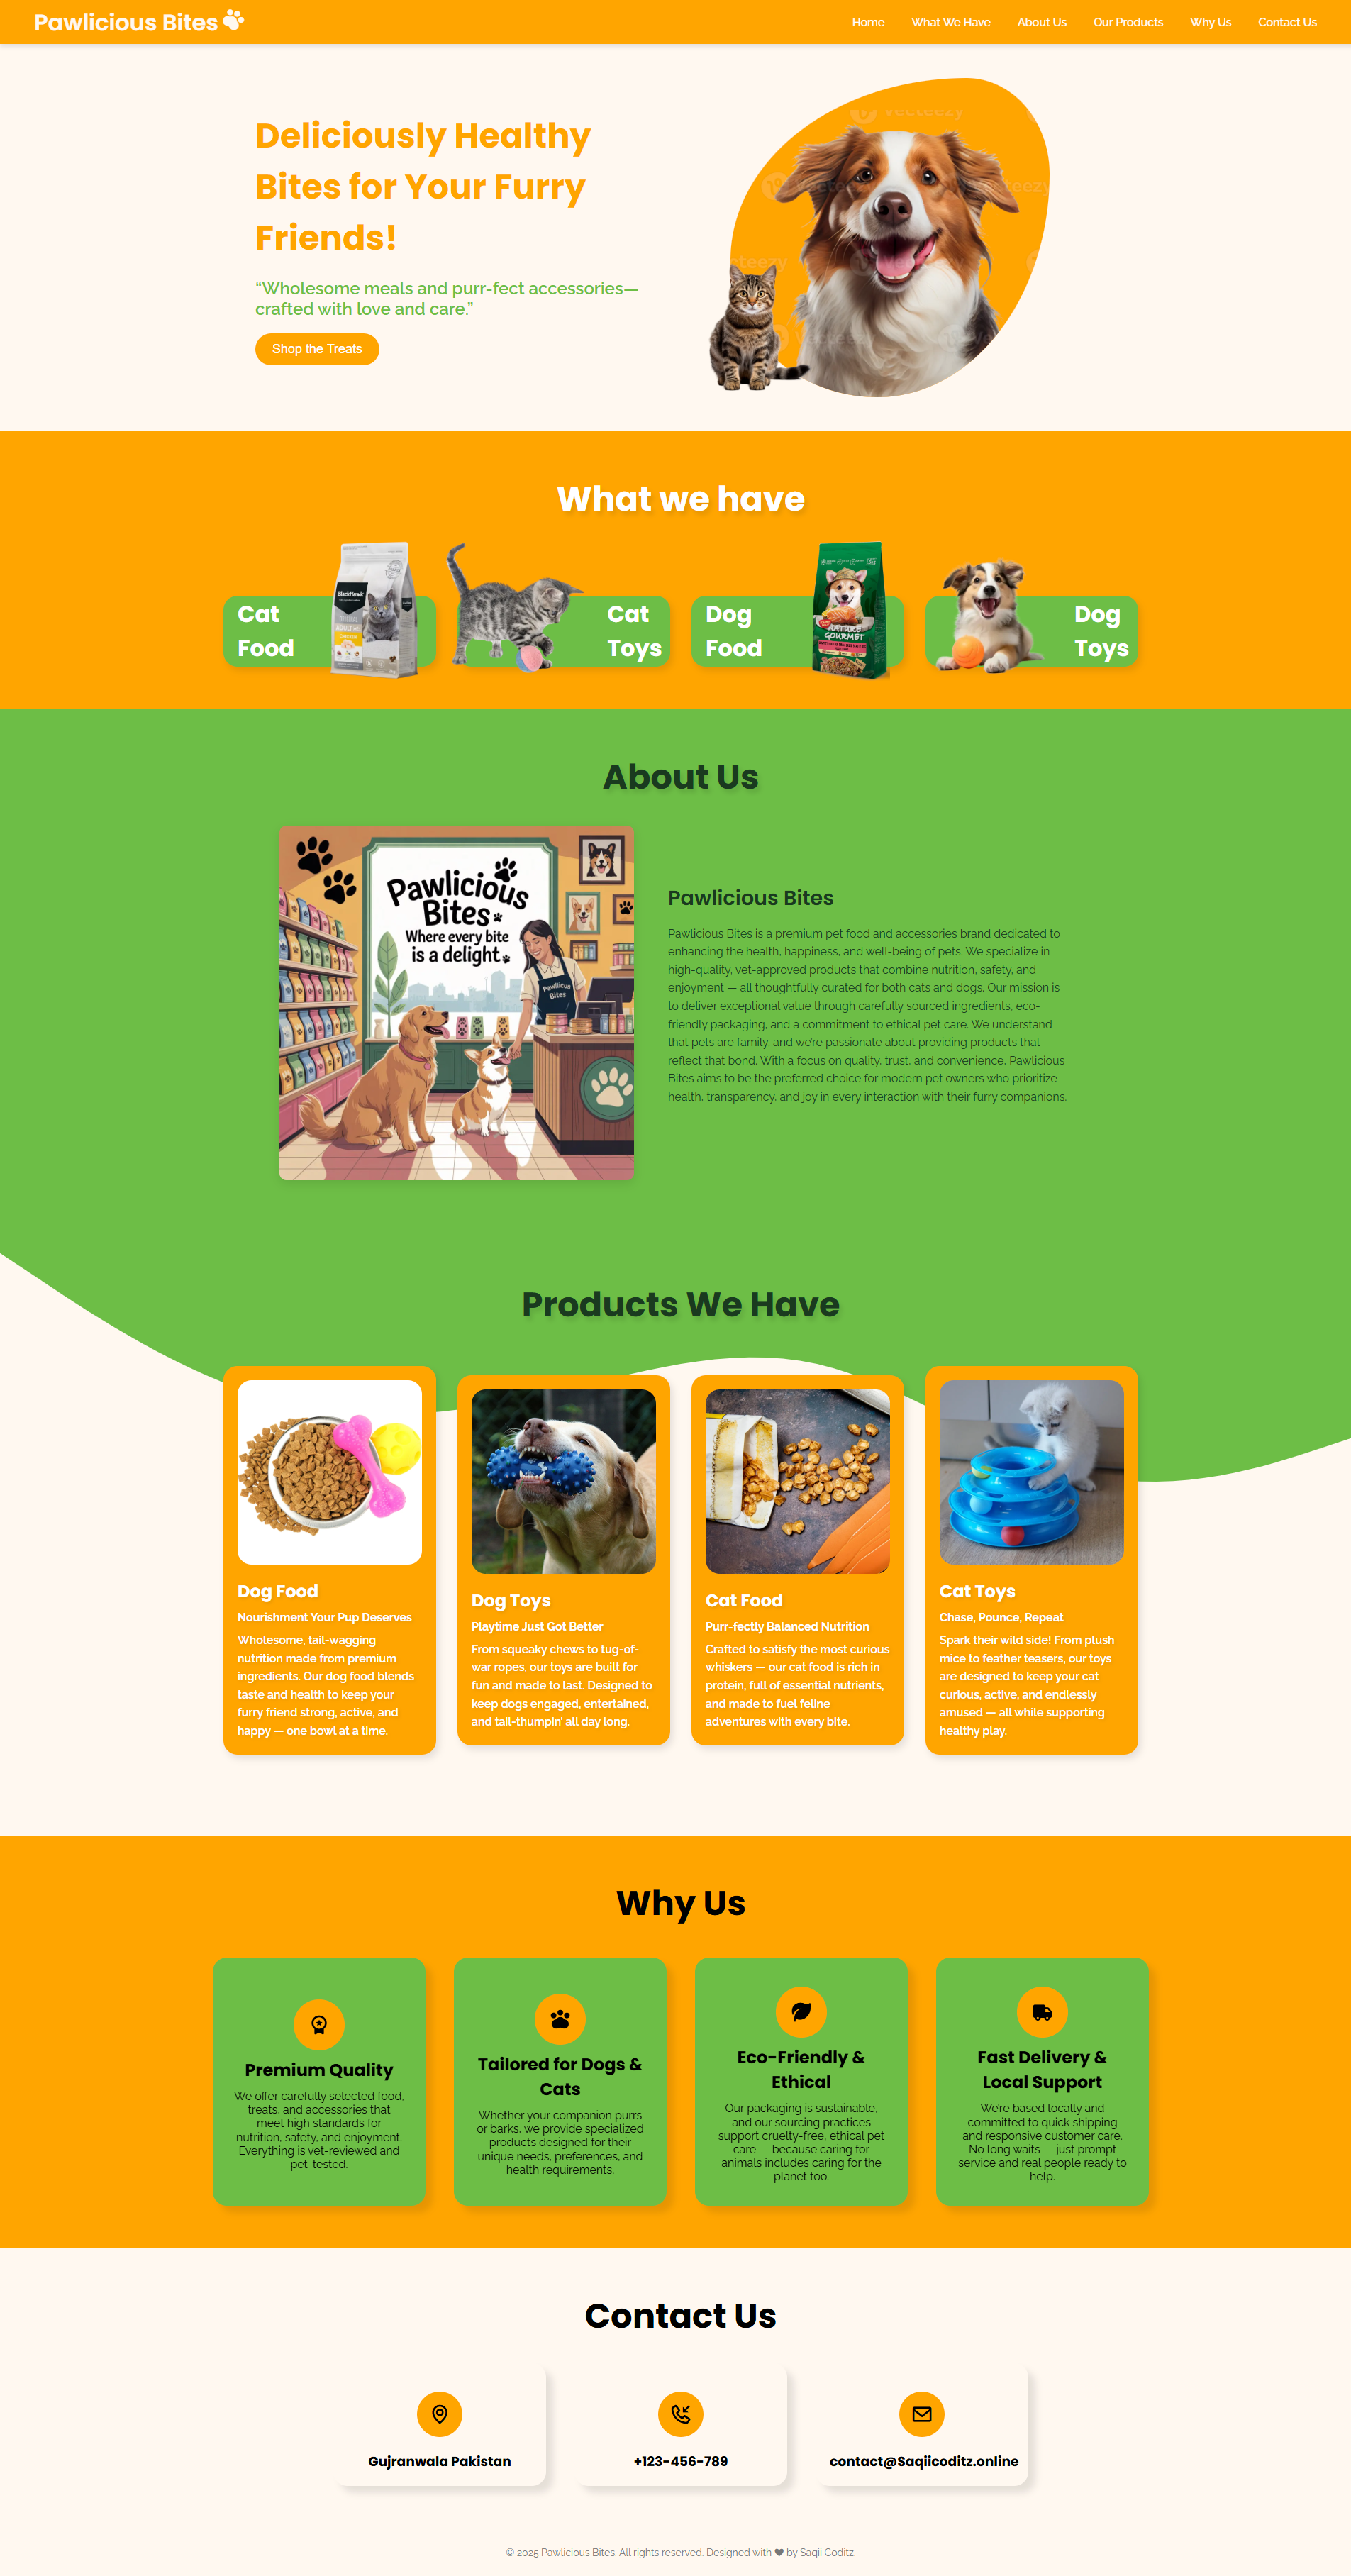 Pawlicious Bites
Home
What We Have
About Us
Our Products
Why Us
Contact Us
Deliciously Healthy
Bites for Your Furry
Friends!
“Wholesome meals and purr-fect accessories—
crafted with love and care.”
Shop the Treats
vecteezy
vecteezy
vecteezy
What we have
Cat
Food
BlackHawk
Cat
Toys
Dog
Food
NATURE
GOURMET
Dog
Toys
About Us
Pawlicious
Bites
Where every bite
is a delight
Pawllicus
Bites
Pawlicious Bites
Pawlicious Bites is a premium pet food and accessories brand dedicated to
enhancing the health, happiness, and well-being of pets. We specialize in
high-quality, vet-approved products that combine nutrition, safety, and
enjoyment — all thoughtfully curated for both cats and dogs. Our mission is
to deliver exceptional value through carefully sourced ingredients, eco-
friendly packaging, and a commitment to ethical pet care. We understand
that pets are family, and we’re passionate about providing products that
reflect that bond. With a focus on quality, trust, and convenience, Pawlicious
Bites aims to be the preferred choice for modern pet owners who prioritize
health, transparency, and joy in every interaction with their furry companions.
Products We Have
Dog Food
Nourishment Your Pup Deserves
Wholesome, tail-wagging
nutrition made from premium
ingredients. Our dog food blends
taste and health to keep your
furry friend strong, active, and
happy — one bowl at a time.
Dog Toys
Playtime Just Got Better
From squeaky chews to tug-of-
war ropes, our toys are built for
fun and made to last. Designed to
keep dogs engaged, entertained,
and tail-thumpin’ all day long.
Cat Food
Purr-fectly Balanced Nutrition
Crafted to satisfy the most curious
whiskers — our cat food is rich in
protein, full of essential nutrients,
and made to fuel feline
adventures with every bite.
Cat Toys
Chase, Pounce, Repeat
Spark their wild side! From plush
mice to feather teasers, our toys
are designed to keep your cat
curious, active, and endlessly
amused — all while supporting
healthy play.
Why Us
Premium Quality
We offer carefully selected food,
treats, and accessories that
meet high standards for
nutrition, safety, and enjoyment.
Everything is vet-reviewed and
pet-tested.
Tailored for Dogs &
Cats
Whether your companion purrs
or barks, we provide specialized
products designed for their
unique needs, preferences, and
health requirements.
Eco-Friendly &
Ethical
Our packaging is sustainable,
and our sourcing practices
support cruelty-free, ethical pet
care — because caring for
animals includes caring for the
planet too.
Fast Delivery &
Local Support
We’re based locally and
committed to quick shipping
and responsive customer care.
No long waits — just prompt
service and real people ready to
help.
Contact Us
Gujranwala Pakistan
+123-456-789
contact@Saqiicoditz.online
© 2025 Pawlicious Bites. All rights reserved. Designed with ❤ by Saqii Coditz.